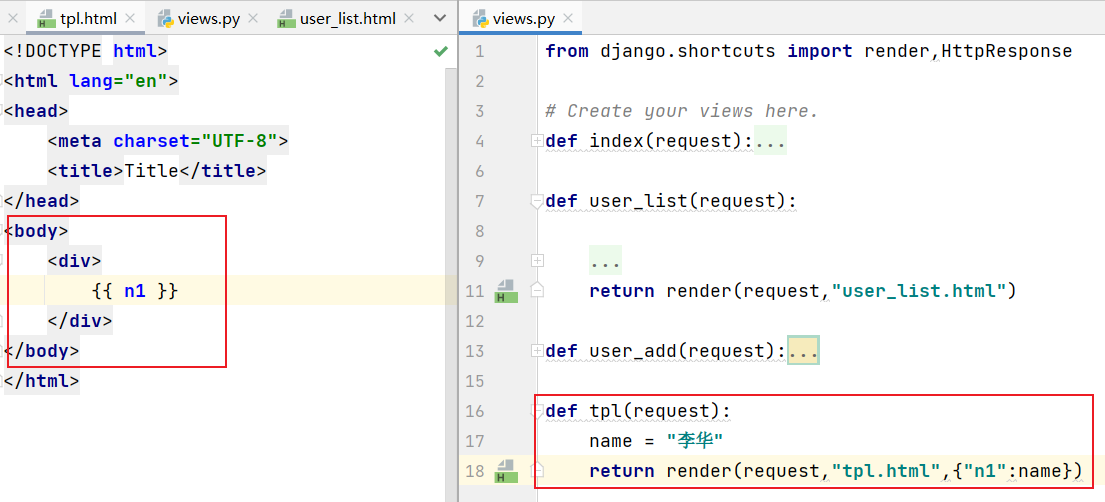 tpl.html views.py user_list.html
<!DOCTYPE html>
<html lang="en">
<head>
    <meta charset="UTF-8">
    <title>Title</title>
</head>
<body>
    <div>
        {{ n1 }}
    </div>
</body>
</html>
views.py
1 from django.shortcuts import render,HttpResponse
2
3 # Create your views here.
4 def index(request):...
6
7 def user_list(request):
8
9     ...
11     return render(request,"user_list.html")
12
13 def user_add(request):...
15
16 def tpl(request):
17     name = "李华"
18     return render(request,"tpl.html",{"n1":name})